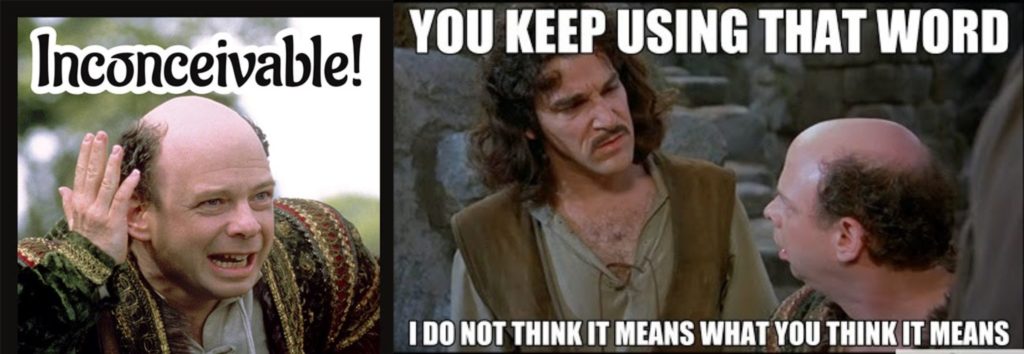 Inconceivable!
YOU KEEP USING THAT WORD
I DO NOT THINK IT MEANS WHAT YOU THINK IT MEANS